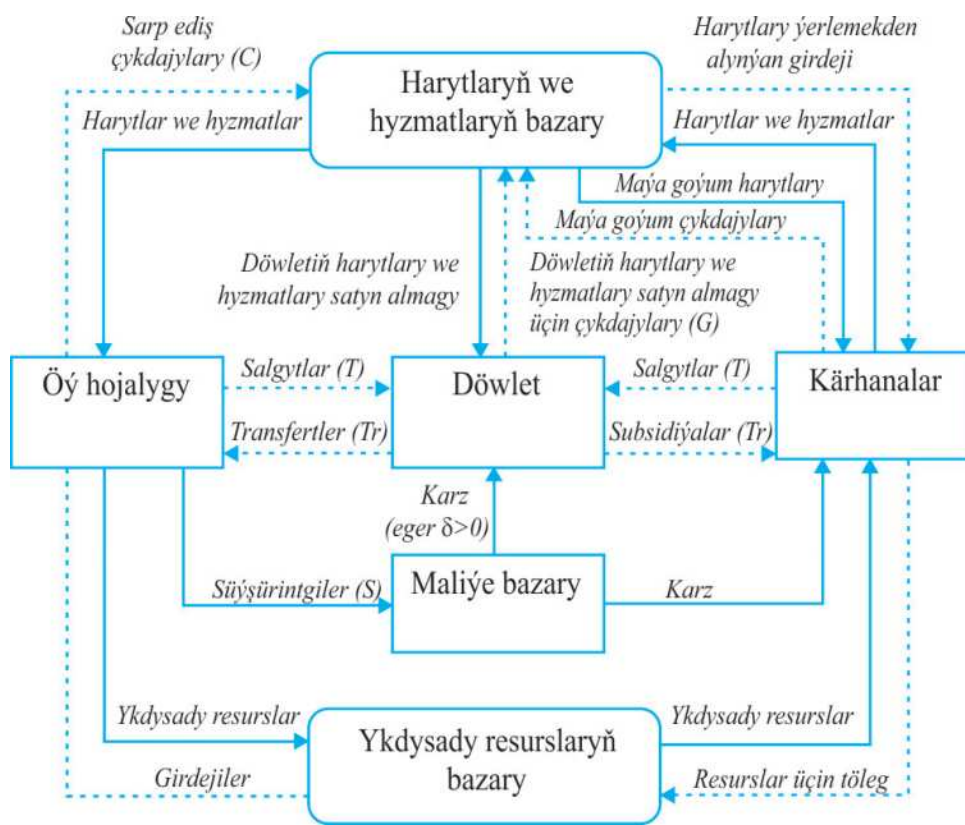 Sarp ediş
çykdajylary (C)
Harytlary ýerlemekden
alynýan girdeji
Harytlaryň we
hyzmatlaryň bazary
Harytlar we hyzmatlar
Harytlar we hyzmatlar
Maýa goýum harytlary
Maýa goýum çykdajylary
Döwletiň harytlary we
hyzmatlary satyn almagy
Döwletiň harytlary we
hyzmatlary satyn almagy
üçin çykdajylary (G)
Öý hojalygy
Salgytlar (T)
Döwlet
Salgytlar (T)
Kärhanalar
Transfertler (Tr)
Subsidiýalar (Tr)
Karz
(eger δ>0)
Süýşürintgiler (S)
Maliýe bazary
Karz
Ykdysady resurslar
Ykdysady resurslaryň
bazary
Ykdysady resurslar
Girdejiler
Resurslar üçin töleg